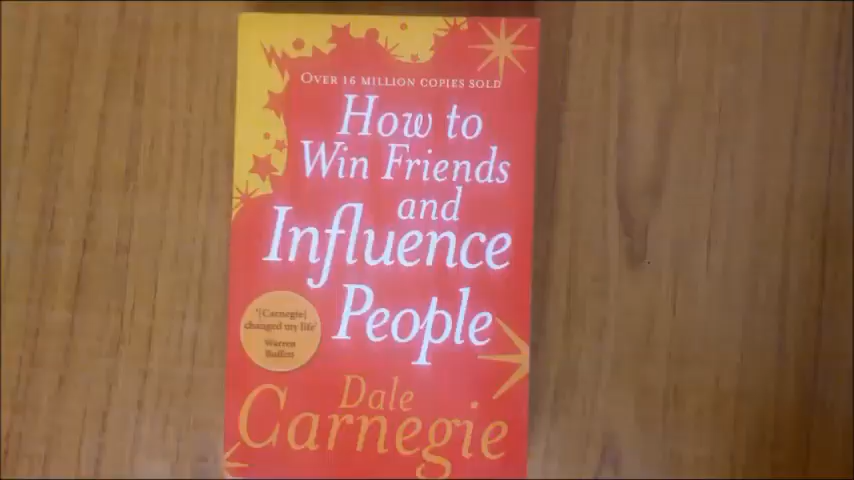 OVER 16 MILLION COPIES SOLD
How to
Win Friends
and
Influence
People
'[Carnegie]
changed my life'
Warren
Buffett
Dale
Carnegie